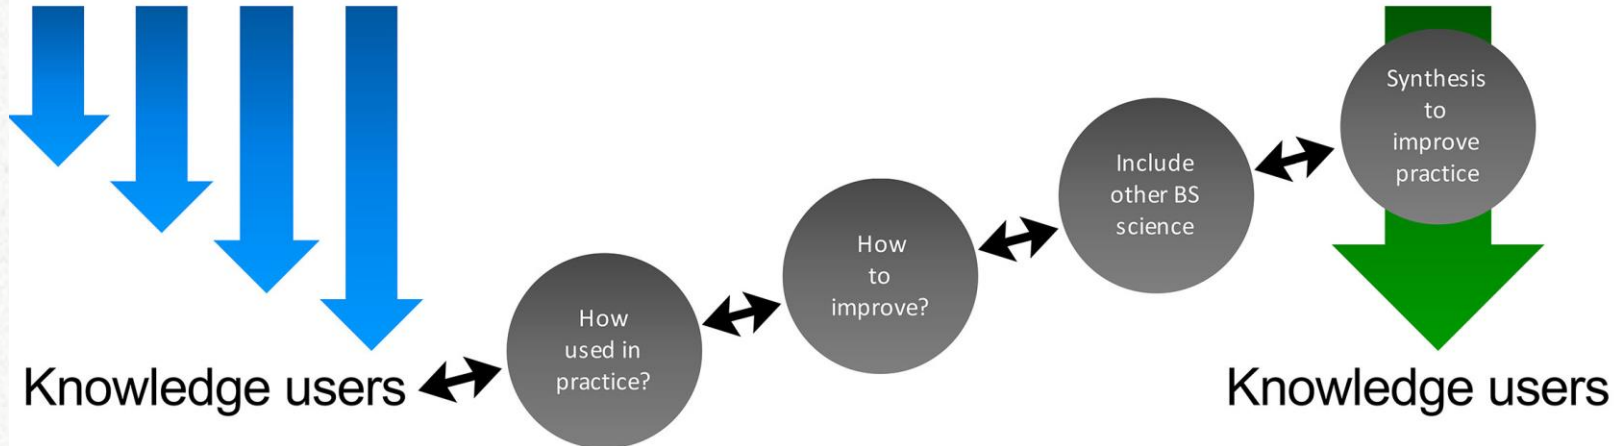 Knowledge users
How
used in
practice?
How
to
improve?
Include
other BS
science
Synthesis
to
improve
practice
Knowledge users